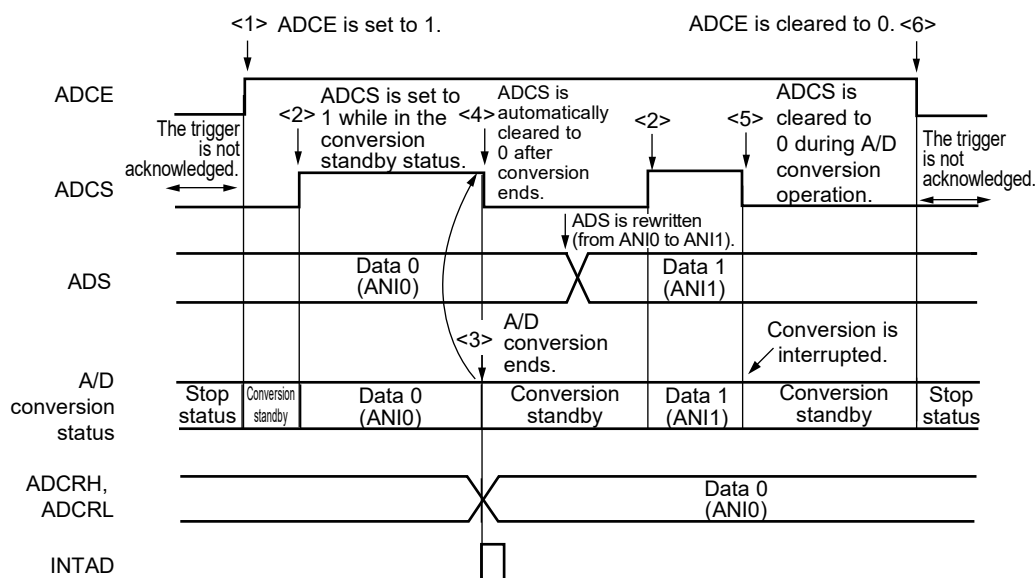 <1> ADCE is set to 1.
ADCE is cleared to 0. <6>
ADCE
The trigger
is not
acknowledged.
<2>
ADCS is set to
1 while in the
conversion
standby status.
<4>
ADCS is
automatically
cleared to
0 after
conversion
ends.
<2>
<5>
ADCS is
cleared to
0 during A/D
conversion
operation.
The trigger
is not
acknowledged.
ADCS
ADS is rewritten
(from ANI0 to ANI1).
ADS
Data 0
(ANI0)
Data 1
(ANI1)
<3>
A/D
conversion
ends.
Conversion is
interrupted.
A/D
conversion
status
Stop
status
Conversion
standby
Data 0
(ANI0)
Conversion
standby
Data 1
(ANI1)
Conversion
standby
Stop
status
ADCRH,
ADCRL
Data 0
(ANI0)
INTAD